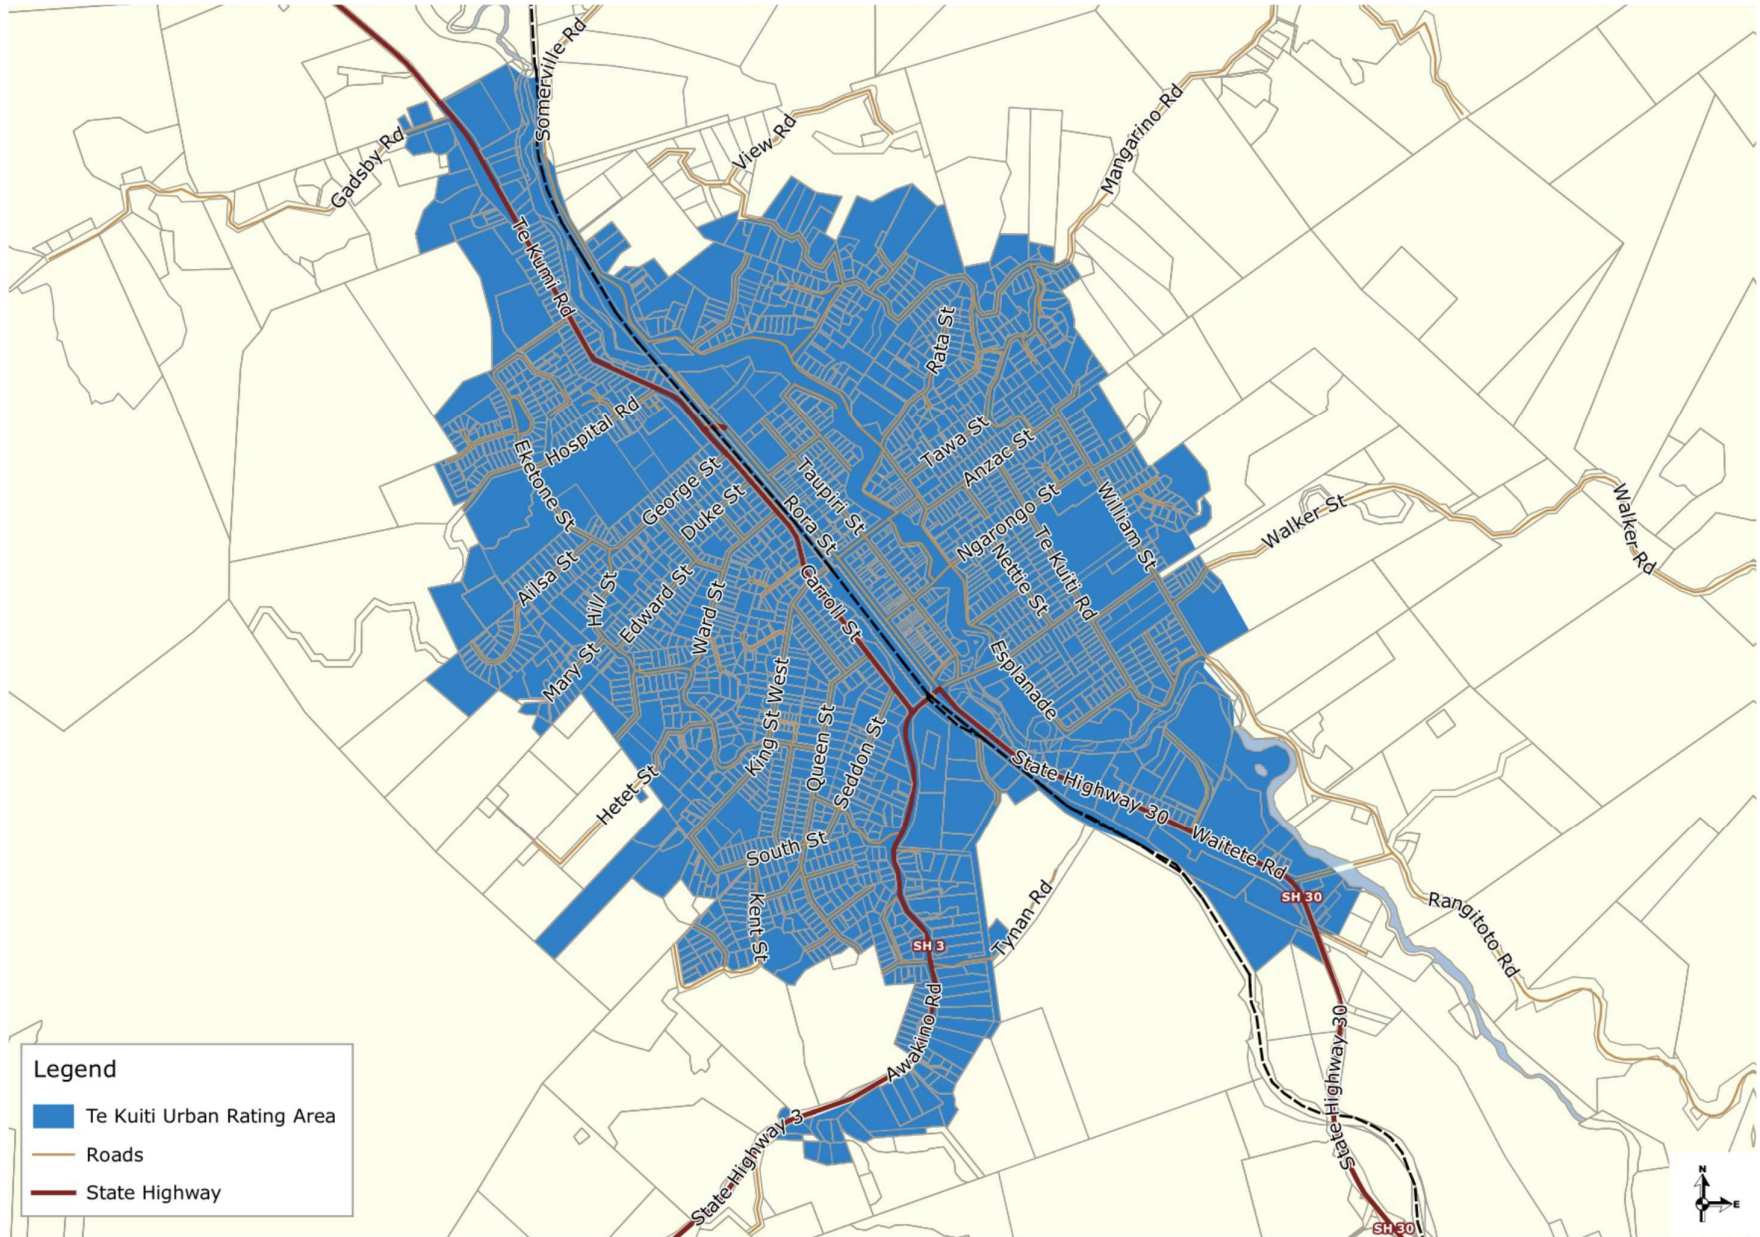 Somerville Rd
View Rd
Mangarino Rd
Gadsby Rd
Te Kumi Rd
Rata St
Hospital Rd
Eketone St
George St
Duke St
Taupiri St
Rora St
Tawa St
Anzac St
Ngarongo St
Nettie St
Te Kuiti Rd
William St
Walker St
Walker Rd
Ailsa St
Hill St
Edward St
Ward St
Mary St
Carroll St
Esplanade
King St West
Queen St
Seddon St
Hetet St
South St
Kent St
State Highway 30
Waitete Rd
SH 30
Rangitoto Rd
Tynan Rd
SH 3
Awakino Rd
State Highway 3
State Highway 30
State
SH 30
Legend
Te Kuiti Urban Rating Area
Roads
State Highway
N
E